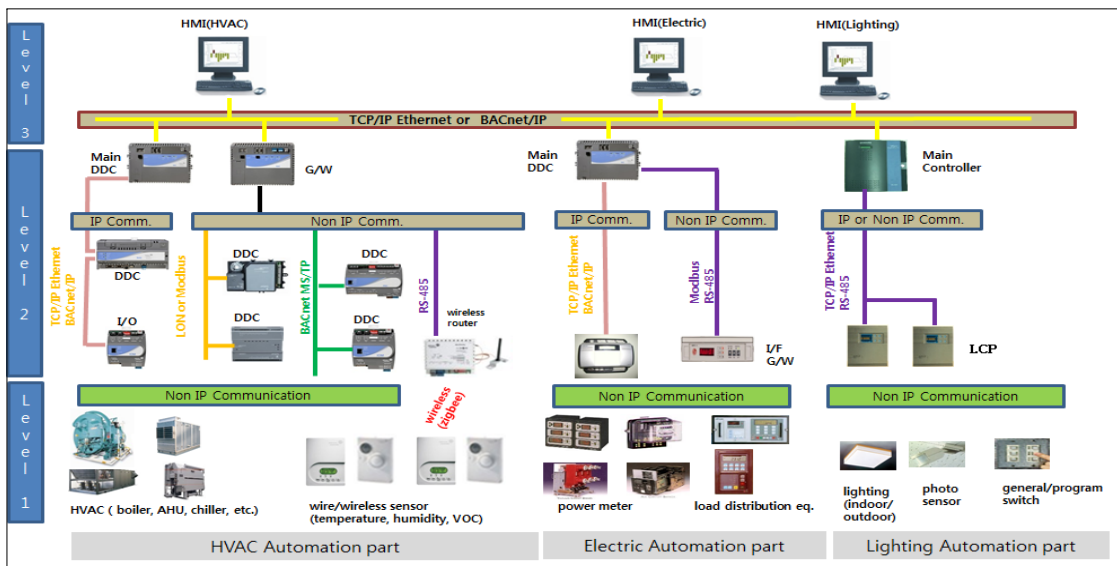 Level 3
HMI(HVAC)
HMI(Electric)
HMI(Lighting)
TCP/IP Ethernet or BACnet/IP
Level 2
Main
DDC
G/W
Main
DDC
Main
Controller
IP Comm.
Non IP Comm.
IP Comm.
Non IP Comm.
IP or Non IP Comm.
TCP/IP Ethernet
BACnet/IP
DDC
I/O
LON or Modbus
DDC
DDC
BACnet MS/TP
DDC
DDC
RS-485
wireless
router
wireless
(zigbee)
TCP/IP Ethernet
BACnet/IP
Modbus
RS-485
I/F
G/W
TCP/IP Ethernet
RS-485
LCP
Level 1
Non IP Communication
Non IP Communication
Non IP Communication
HVAC ( boiler, AHU, chiller, etc.)
wire/wireless sensor
(temperature, humidity, VOC)
power meter
load distribution eq.
lighting
(indoor/
outdoor)
photo
sensor
general/program
switch
HVAC Automation part
Electric Automation part
Lighting Automation part